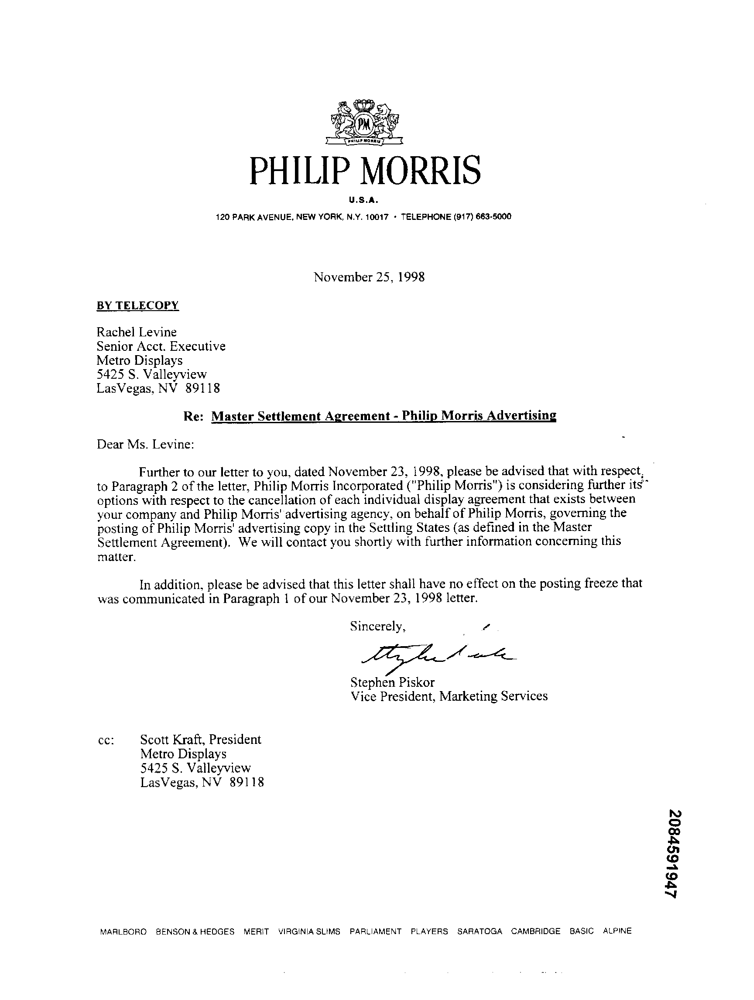 PM
PHILIP MORRIS
PHILIP MORRIS
U.S.A.
120 PARK AVENUE, NEW YORK, N.Y. 10017 • TELEPHONE (917) 663-5000
November 25, 1998
BY TELECOPY
Rachel Levine
Senior Acct. Executive
Metro Displays
5425 S. Valleyview
LasVegas, NV 89118
Re: Master Settlement Agreement - Philip Morris Advertising
Dear Ms. Levine:
Further to our letter to you, dated November 23, 1998, please be advised that with respect
to Paragraph 2 of the letter, Philip Morris Incorporated ("Philip Morris") is considering further its
options with respect to the cancellation of each individual display agreement that exists between
your company and Philip Morris' advertising agency, on behalf of Philip Morris, governing the
posting of Philip Morris' advertising copy in the Settling States (as defined in the Master
Settlement Agreement). We will contact you shortly with further information concerning this
matter.
In addition, please be advised that this letter shall have no effect on the posting freeze that
was communicated in Paragraph 1 of our November 23, 1998 letter.
Sincerely,
Stephen Piskor
Vice President, Marketing Services
cc: Scott Kraft, President
Metro Displays
5425 S. Valleyview
LasVegas, NV 89118
2084591947
MARLBORO BENSON & HEDGES MERIT VIRGINIA SLIMS PARLIAMENT PLAYERS SARATOGA CAMBRIDGE BASIC ALPINE